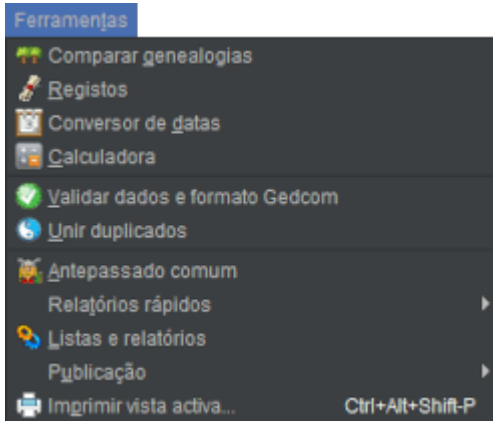 Ferramentas
Comparar genealogias
Registos
Conversor de datas
Calculadora
Validar dados e formato Gedcom
Unir duplicados
Antepassado comum
Relatórios rápidos
Listas e relatórios
Publicação
Imprimir vista activa... Ctrl+Alt+Shift-P